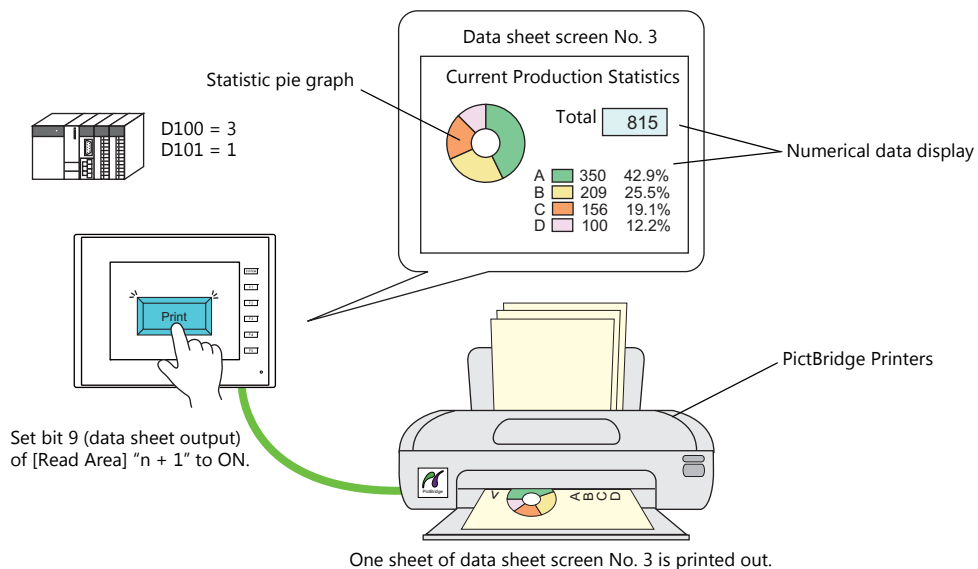 Data sheet screen No. 3
Statistic pie graph
Current Production Statistics
Total 815
D100 = 3
D101 = 1
Numerical data display
A 350 42.9%
B 209 25.5%
C 156 19.1%
D 100 12.2%
Print
PictBridge Printers
Set bit 9 (data sheet output)
of [Read Area] “n + 1” to ON.
PictBridge
A B C D
One sheet of data sheet screen No. 3 is printed out.